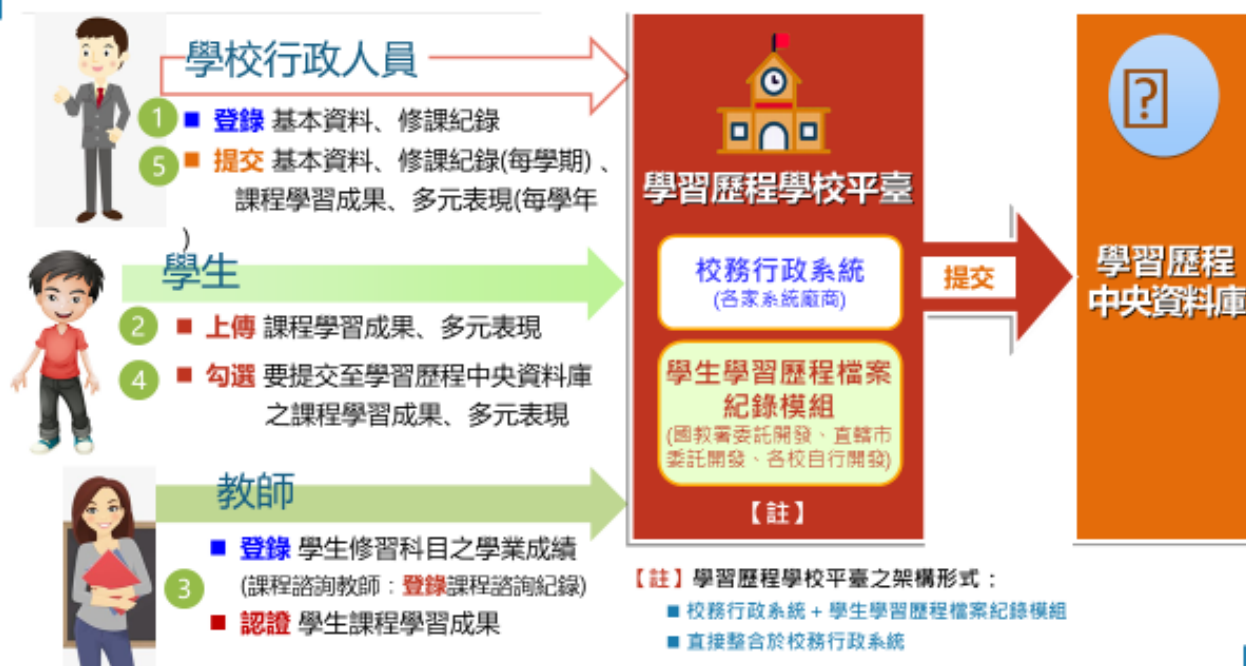 學校行政人員
1 ■ 登錄 基本資料、修課紀錄
5 ■ 提交 基本資料、修課紀錄(每學期)、
課程學習成果、多元表現(每學年
)
學生
2 ■ 上傳 課程學習成果、多元表現
4 ■ 勾選 要提交至學習歷程中央資料庫
之課程學習成果、多元表現
教師
■ 登錄 學生修習科目之學業成績
3 (課程諮詢教師：登錄課程諮詢紀錄)
■ 認證 學生課程學習成果
學習歷程學校平臺
校務行政系統
(各家系統廠商)
學生學習歷程檔案
紀錄模組
(國教署委託開發、直轄市
委託開發、各校自行開發)
【註】
提交
學習歷程
中央資料庫
【註】學習歷程學校平臺之架構形式：
■ 校務行政系統 + 學生學習歷程檔案紀錄模組
■ 直接整合於校務行政系統